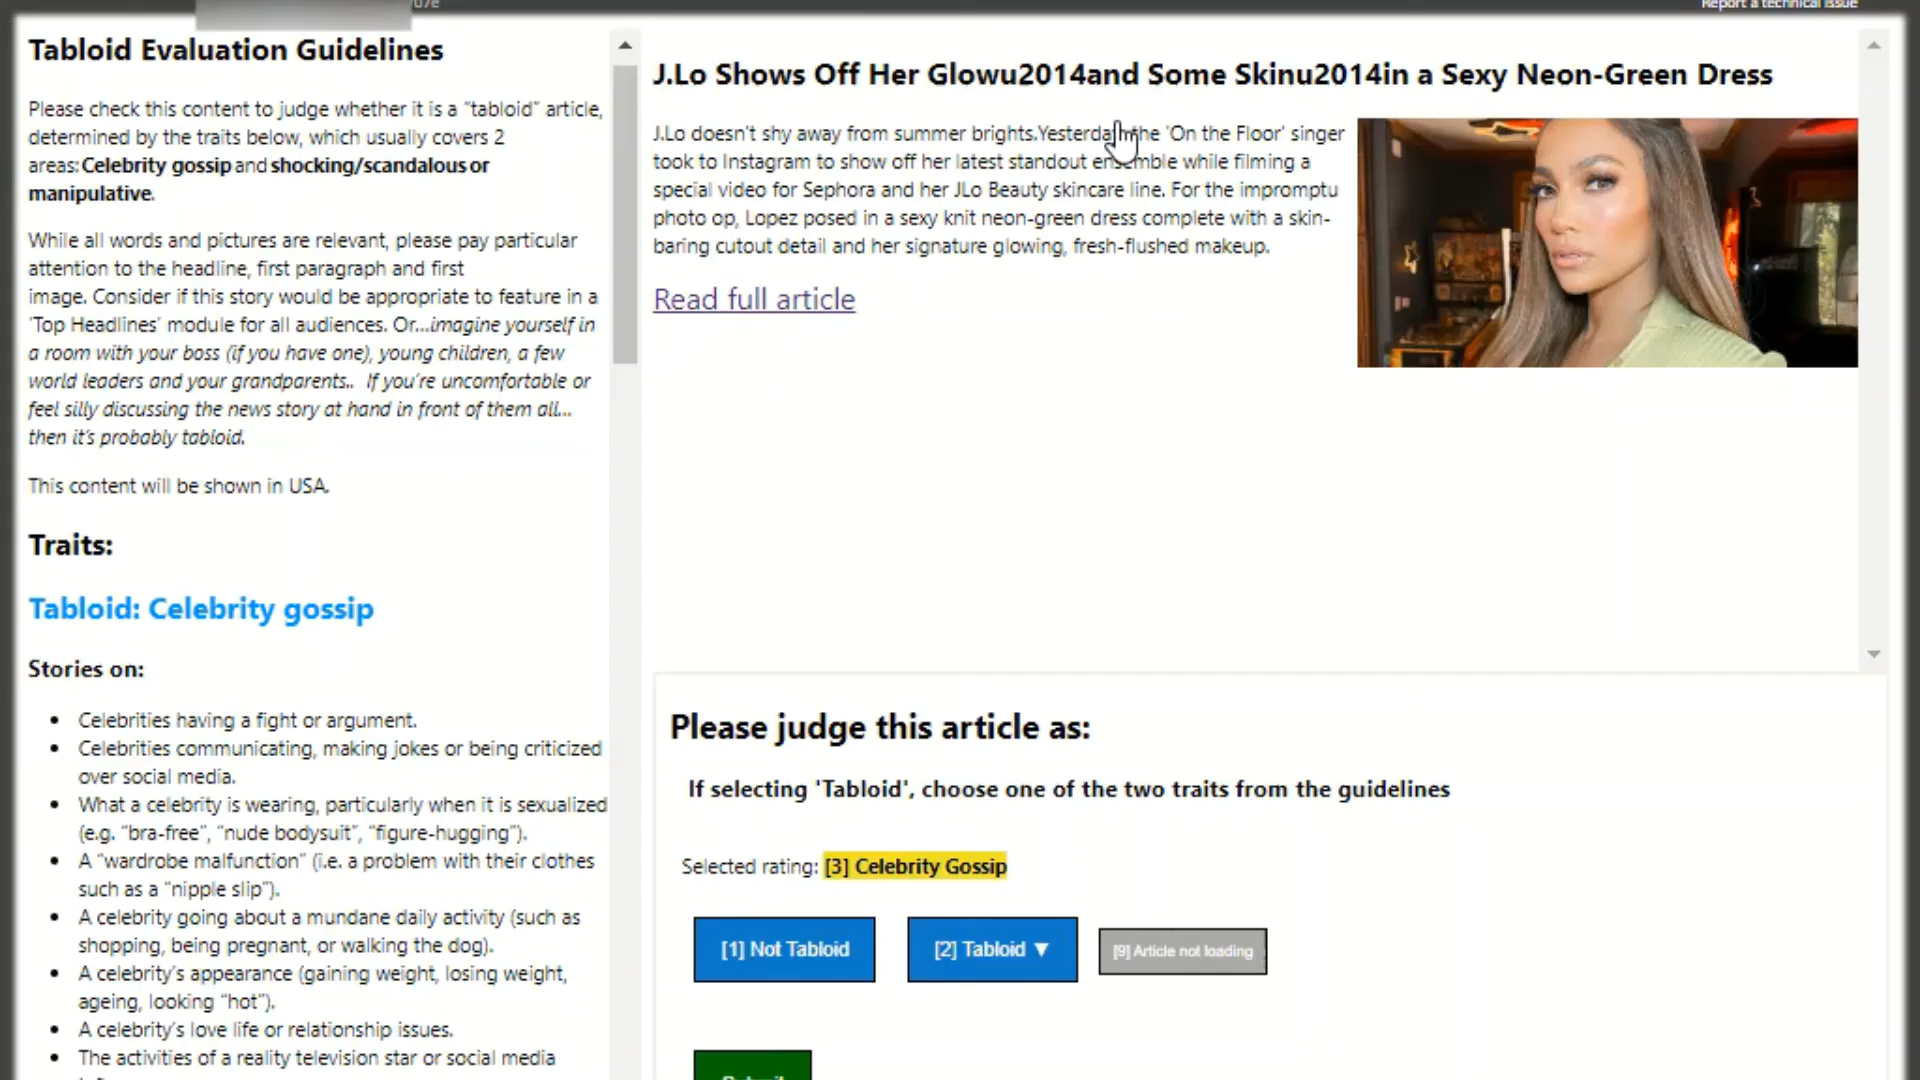 Report a technical issue
Tabloid Evaluation Guidelines
Please check this content to judge whether it is a “tabloid” article,
determined by the traits below, which usually covers 2
areas: Celebrity gossip and shocking/scandalous or
manipulative.
While all words and pictures are relevant, please pay particular
attention to the headline, first paragraph and first
image. Consider if this story would be appropriate to feature in a
‘Top Headlines’ module for all audiences. Or...imagine yourself in
a room with your boss (if you have one), young children, a few
world leaders and your grandparents.. If you’re uncomfortable or
feel silly discussing the news story at hand in front of them all...
then it’s probably tabloid.
This content will be shown in USA.
Traits:
Tabloid: Celebrity gossip
Stories on:
• Celebrities having a fight or argument.
• Celebrities communicating, making jokes or being criticized
over social media.
• What a celebrity is wearing, particularly when it is sexualized
(e.g. “bra-free”, “nude bodysuit”, “figure-hugging”).
• A “wardrobe malfunction” (i.e. a problem with their clothes
such as a “nipple slip”).
• A celebrity going about a mundane daily activity (such as
shopping, being pregnant, or walking the dog).
• A celebrity’s appearance (gaining weight, losing weight,
ageing, looking “hot”).
• A celebrity’s love life or relationship issues.
• The activities of a reality television star or social media
J.Lo Shows Off Her Glowu2014and Some Skinu2014in a Sexy Neon-Green Dress
J.Lo doesn't shy away from summer brights.Yesterday, the 'On the Floor' singer
took to Instagram to show off her latest standout ensemble while filming a
special video for Sephora and her JLo Beauty skincare line. For the impromptu
photo op, Lopez posed in a sexy knit neon-green dress complete with a skin-
baring cutout detail and her signature glowing, fresh-flushed makeup.
Read full article
Please judge this article as:
If selecting 'Tabloid', choose one of the two traits from the guidelines
Selected rating: [3] Celebrity Gossip
[1] Not Tabloid
[2] Tabloid ▼
[9] Article not loading